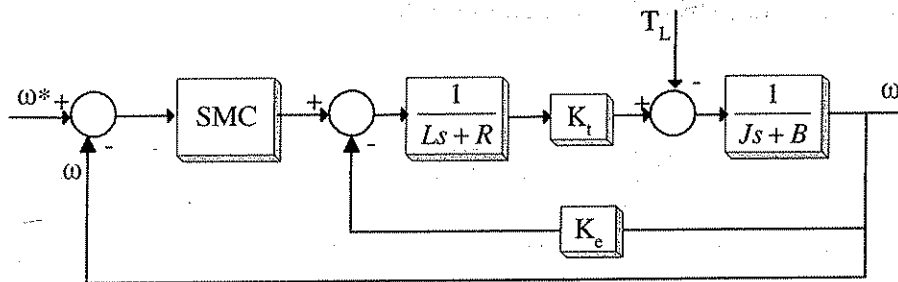 T_L
ω* +
-
ω
SMC
+
-
1
Ls + R
K_t
+
-
1
Js + B
ω
K_e